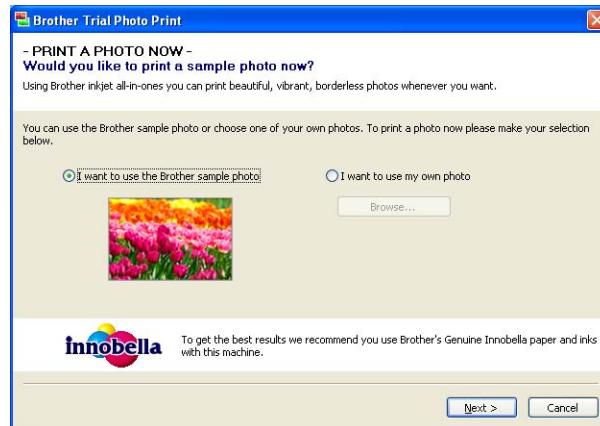 Brother Trial Photo Print
- PRINT A PHOTO NOW -
Would you like to print a sample photo now?
Using Brother inkjet all-in-ones you can print beautiful, vibrant, borderless photos whenever you want.
You can use the Brother sample photo or choose one of your own photos. To print a photo now please make your selection
below.
I want to use the Brother sample photo
I want to use my own photo
Browse...
innobella
To get the best results we recommend you use Brother's Genuine Innobella paper and inks
with this machine.
Next >
Cancel